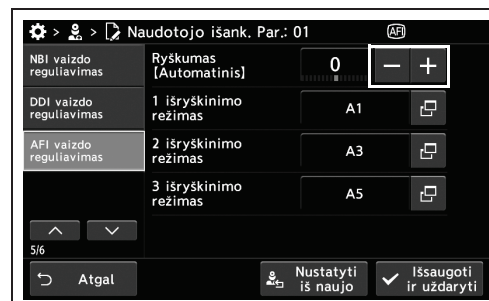 > > Naudotojo išank. Par.: 01 AFI
NBI vaizdo
reguliavimas
DDI vaizdo
reguliavimas
AFI vaizdo
reguliavimas
5/6
Ryškumas
[Automatinis]
0 − +
1 išryškinimo
režimas
A1
2 išryškinimo
režimas
A3
3 išryškinimo
režimas
A5
Atgal
Nustatyti
iš naujo
Išsaugoti
ir uždaryti